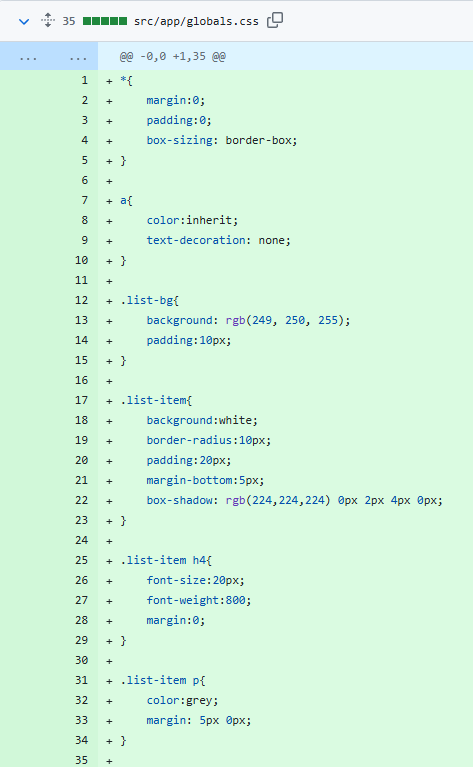 35 src/app/globals.css
... ... @@ -0,0 +1,35 @@
1 + *{
2 +     margin:0;
3 +     padding:0;
4 +     box-sizing: border-box;
5 + }
6 +
7 + a{
8 +     color:inherit;
9 +     text-decoration: none;
10 + }
11 +
12 + .list-bg{
13 +     background: rgb(249, 250, 255);
14 +     padding:10px;
15 + }
16 +
17 + .list-item{
18 +     background:white;
19 +     border-radius:10px;
20 +     padding:20px;
21 +     margin-bottom:5px;
22 +     box-shadow: rgb(224,224,224) 0px 2px 4px 0px;
23 + }
24 +
25 + .list-item h4{
26 +     font-size:20px;
27 +     font-weight:800;
28 +     margin:0;
29 + }
30 +
31 + .list-item p{
32 +     color:grey;
33 +     margin: 5px 0px;
34 + }
35 +